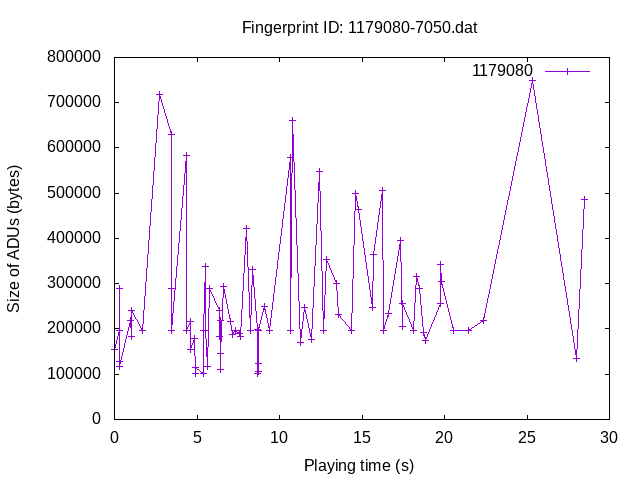 Fingerprint ID: 1179080-7050.dat
1179080
800000
700000
600000
500000
400000
300000
200000
100000
0
Size of ADUs (bytes)
0 5 10 15 20 25 30
Playing time (s)